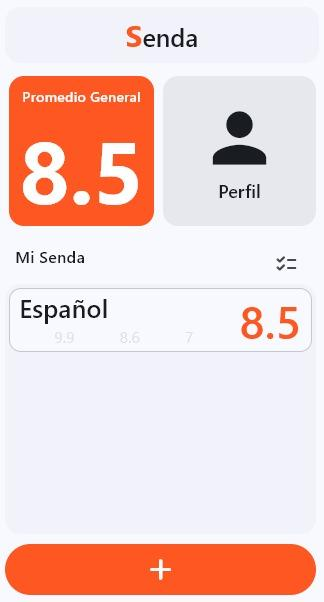 Senda
Promedio General
8.5
Perfil
Mi Senda
Español
8.5
9.9 8.6 7
+